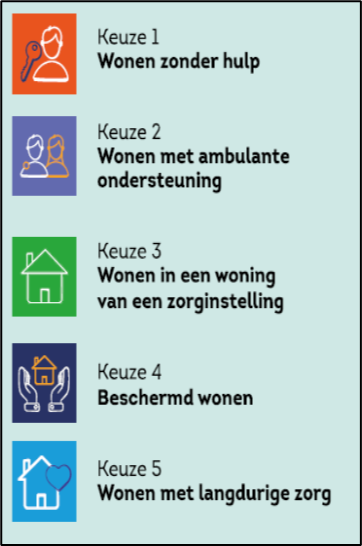 Keuze 1
Wonen zonder hulp
Keuze 2
Wonen met ambulante
ondersteuning
Keuze 3
Wonen in een woning
van een zorginstelling
Keuze 4
Beschermd wonen
Keuze 5
Wonen met langdurige zorg